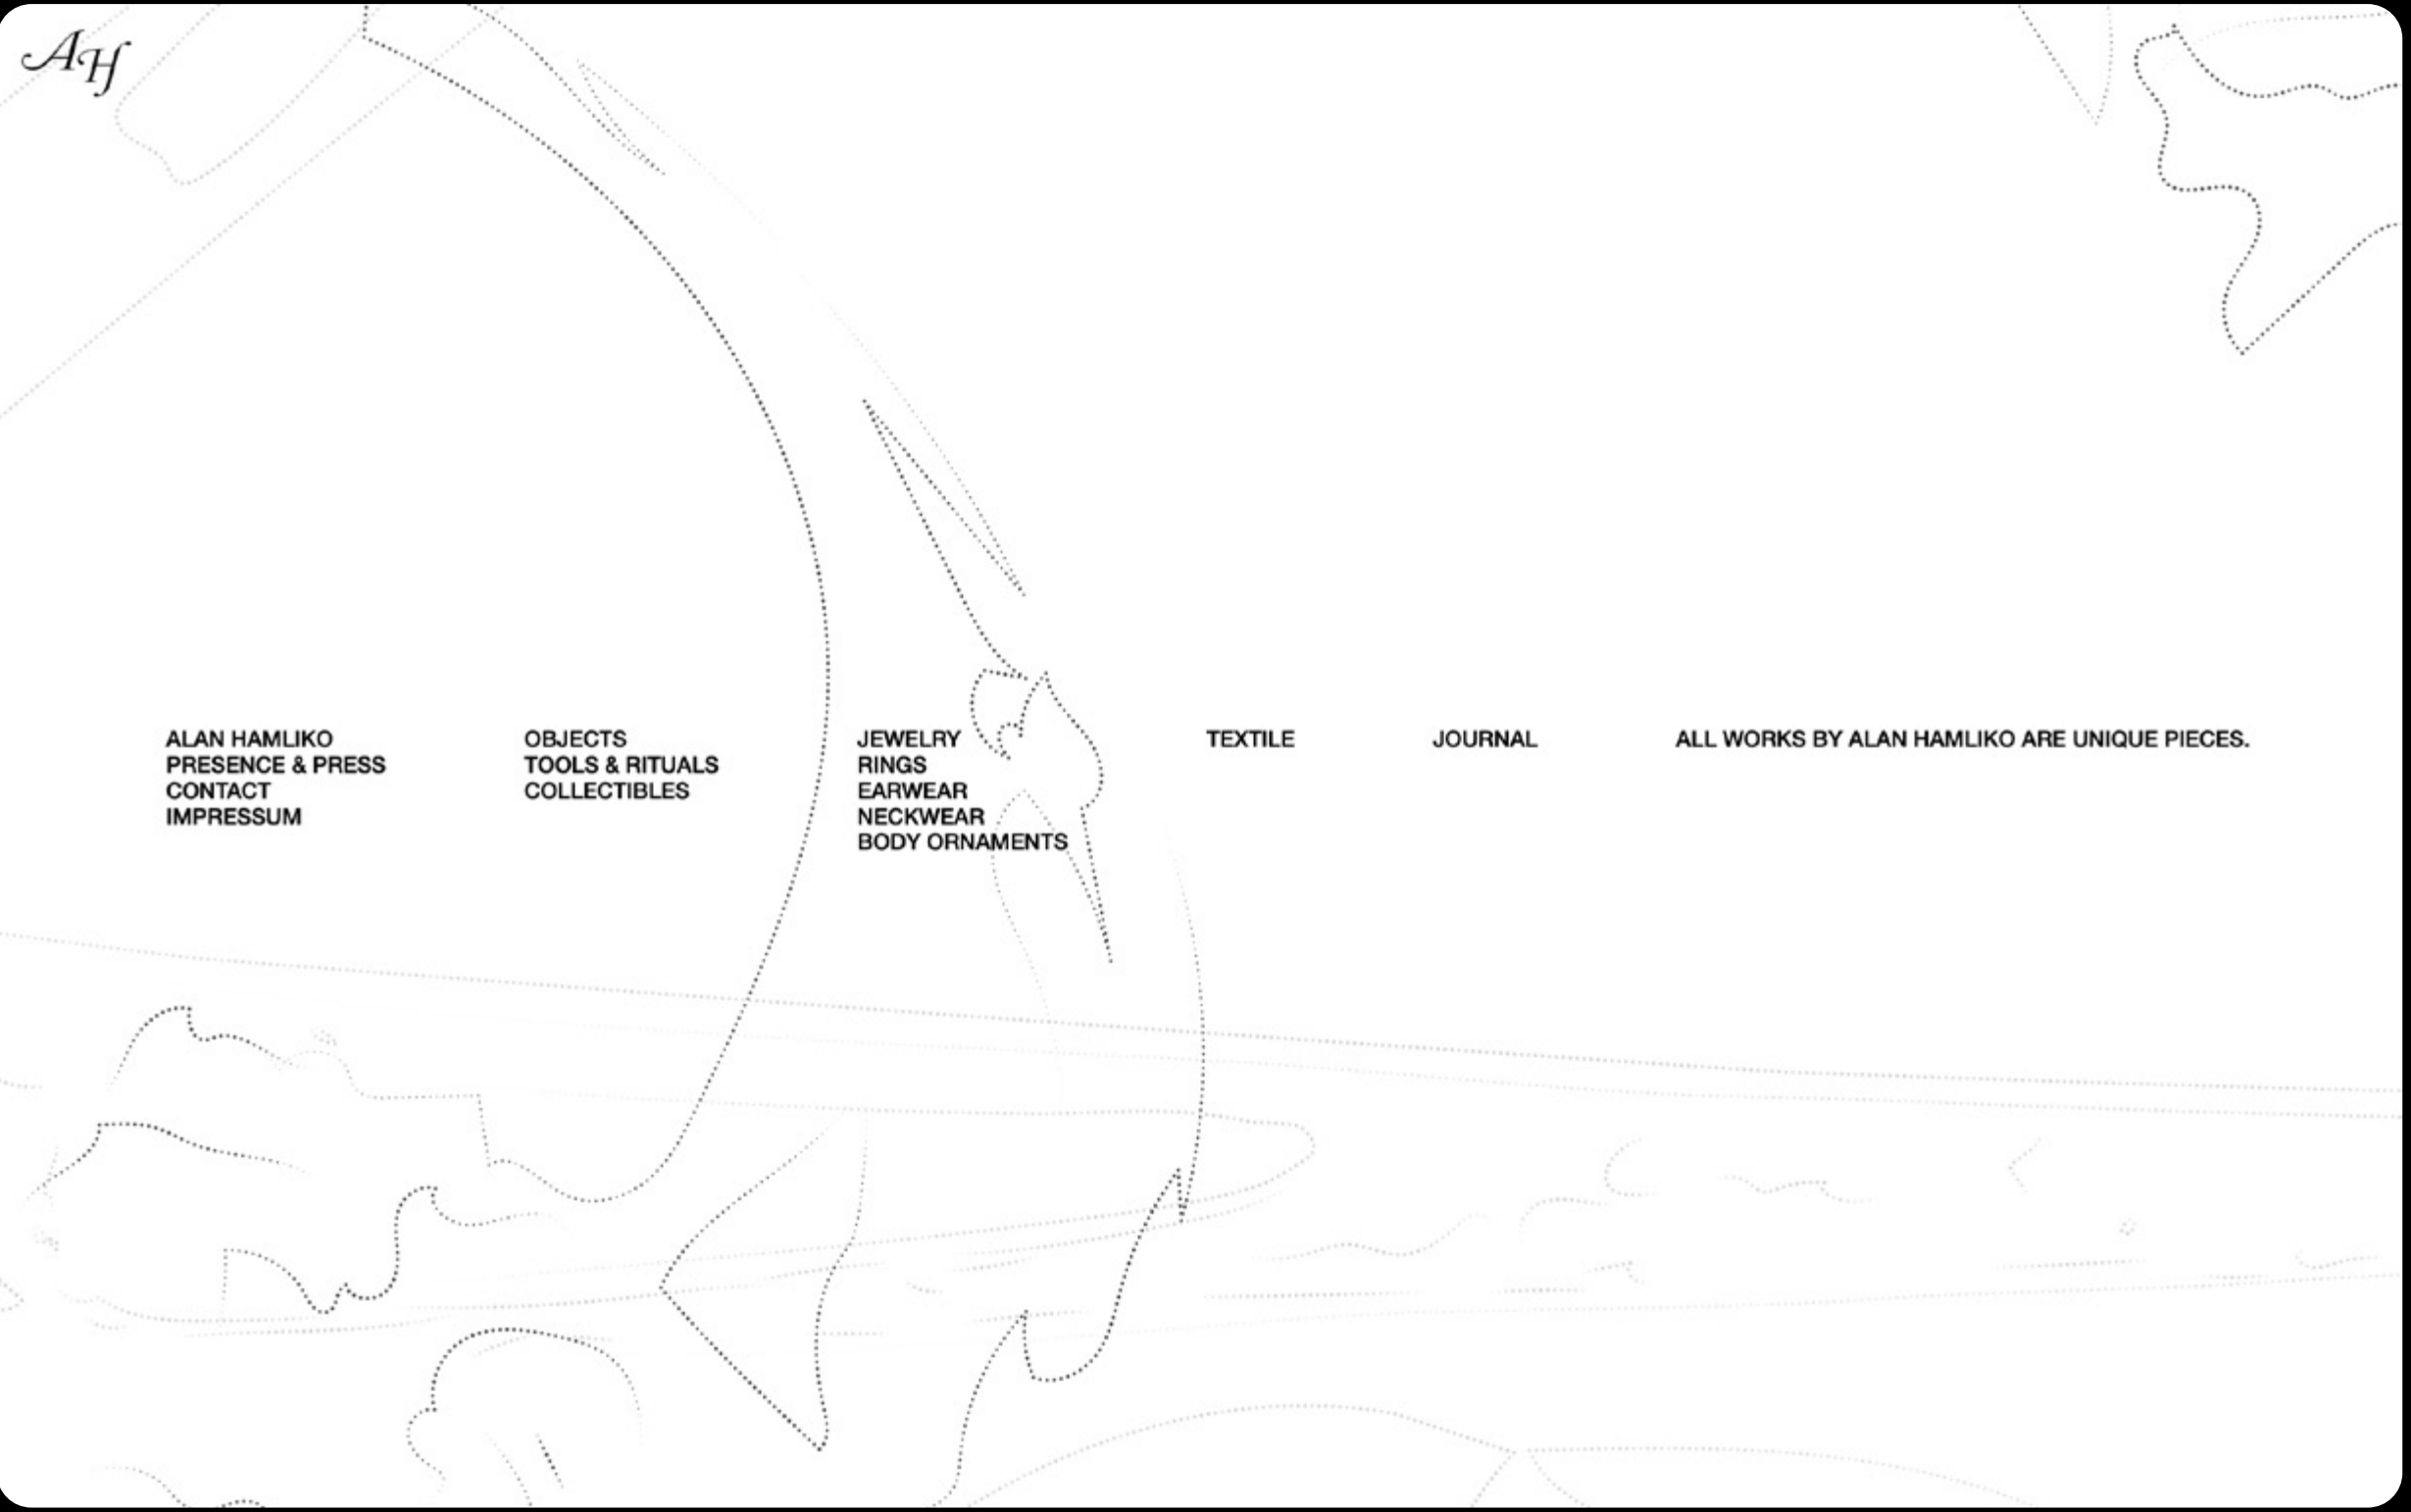 AH
ALAN HAMLIKO
PRESENCE & PRESS
CONTACT
IMPRESSUM
OBJECTS
TOOLS & RITUALS
COLLECTIBLES
JEWELRY
RINGS
EARWEAR
NECKWEAR
BODY ORNAMENTS
TEXTILE
JOURNAL
ALL WORKS BY ALAN HAMLIKO ARE UNIQUE PIECES.